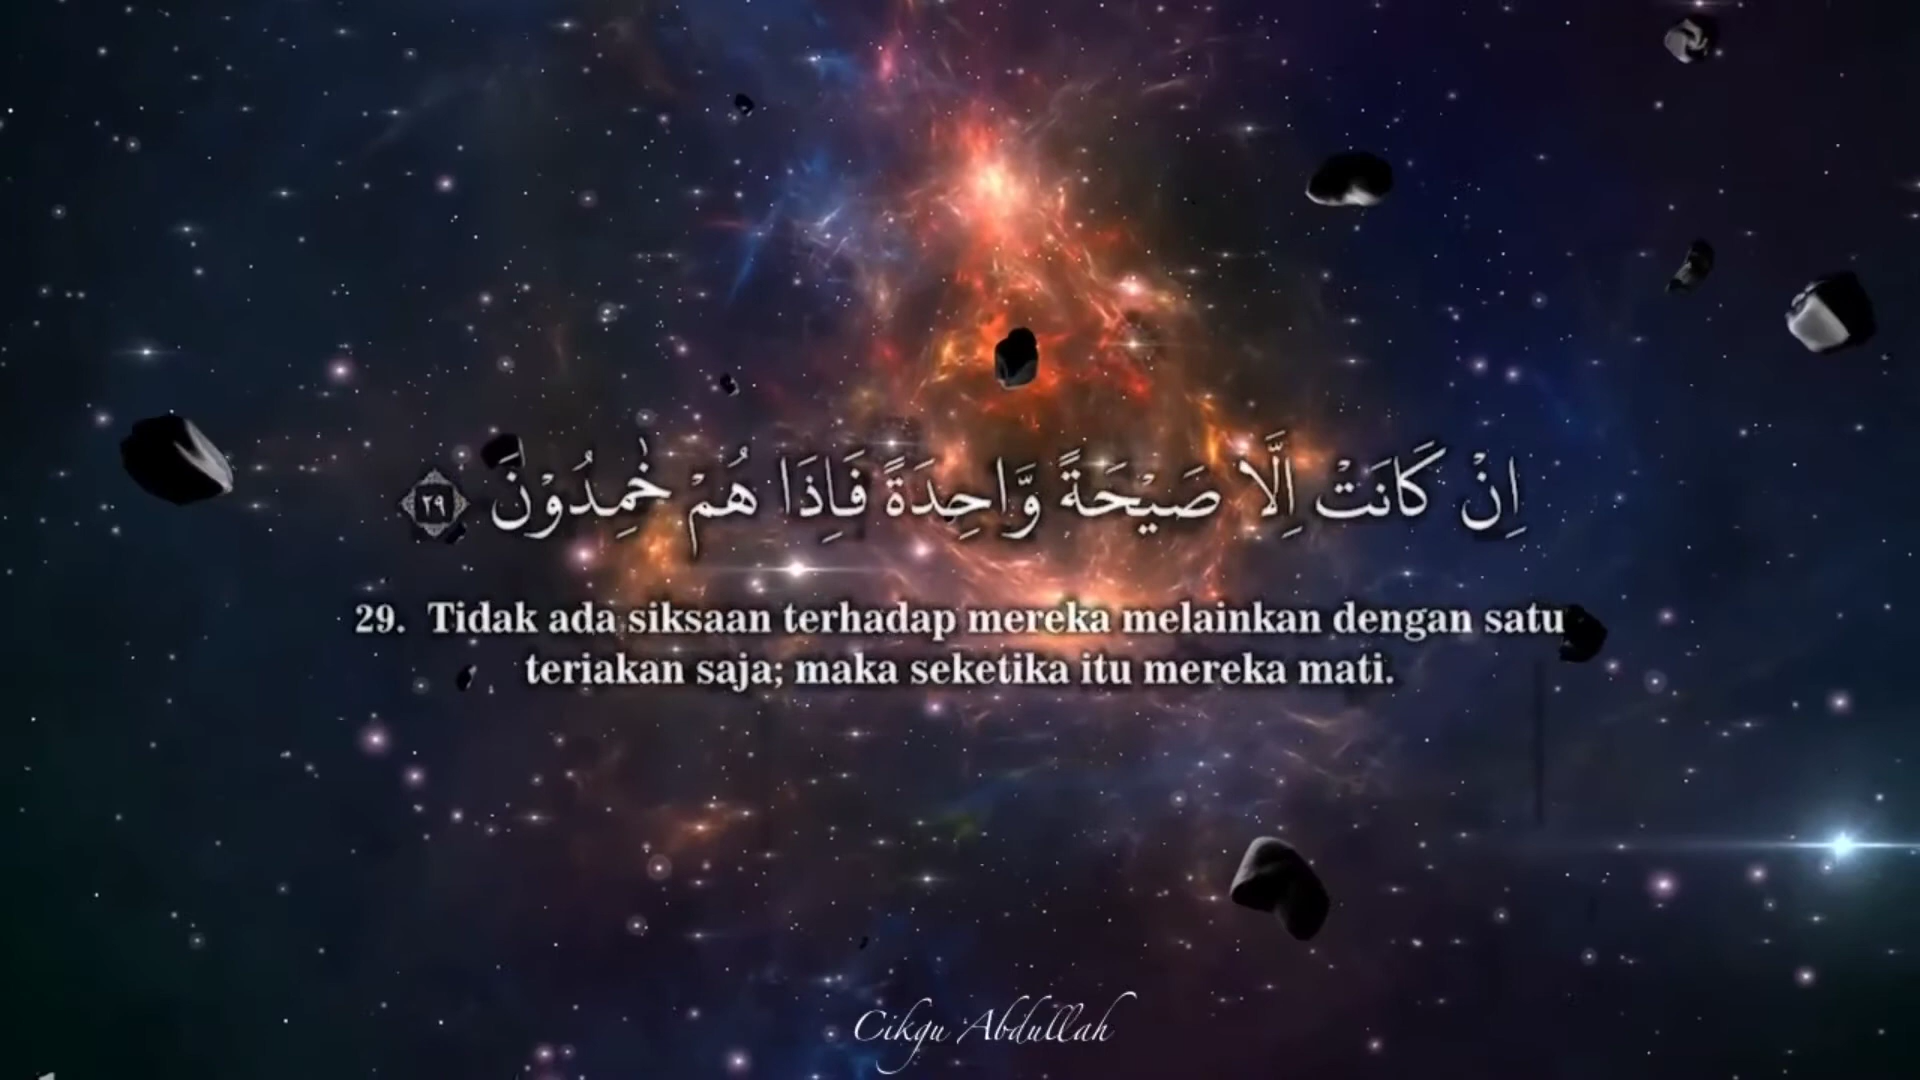 اِنْ كَانَتْ اِلَّا صَيْحَةً وَّاحِدَةً فَاِذَا هُمْ خٰمِدُوْنَ ٢٩
29. Tidak ada siksaan terhadap mereka melainkan dengan satu
teriakan saja; maka seketika itu mereka mati.
Cikgu Abdullah